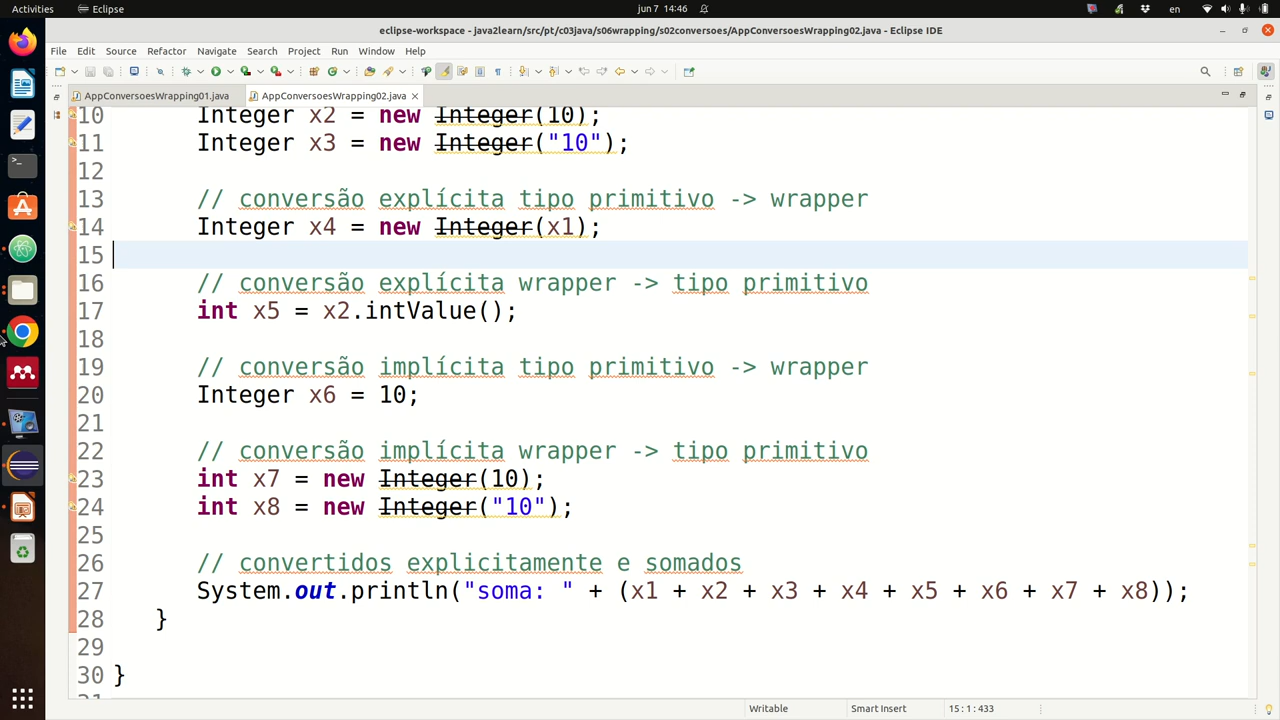 Activities Eclipse jun 7 14:46 en
eclipse-workspace - java2learn/src/pt/c03java/s06wrapping/s02conversoes/AppConversoesWrapping02.java - Eclipse IDE
File Edit Source Refactor Navigate Search Project Run Window Help
AppConversoesWrapping01.java AppConversoesWrapping02.java
10 Integer x2 = new Integer(10);
11 Integer x3 = new Integer("10");
12
13 // conversão explícita tipo primitivo -> wrapper
14 Integer x4 = new Integer(x1);
15
16 // conversão explícita wrapper -> tipo primitivo
17 int x5 = x2.intValue();
18
19 // conversão implícita tipo primitivo -> wrapper
20 Integer x6 = 10;
21
22 // conversão implícita wrapper -> tipo primitivo
23 int x7 = new Integer(10);
24 int x8 = new Integer("10");
25
26 // convertidos explicitamente e somados
27 System.out.println("soma: " + (x1 + x2 + x3 + x4 + x5 + x6 + x7 + x8));
28 }
29
30 }
Writable Smart Insert 15 : 1 : 433